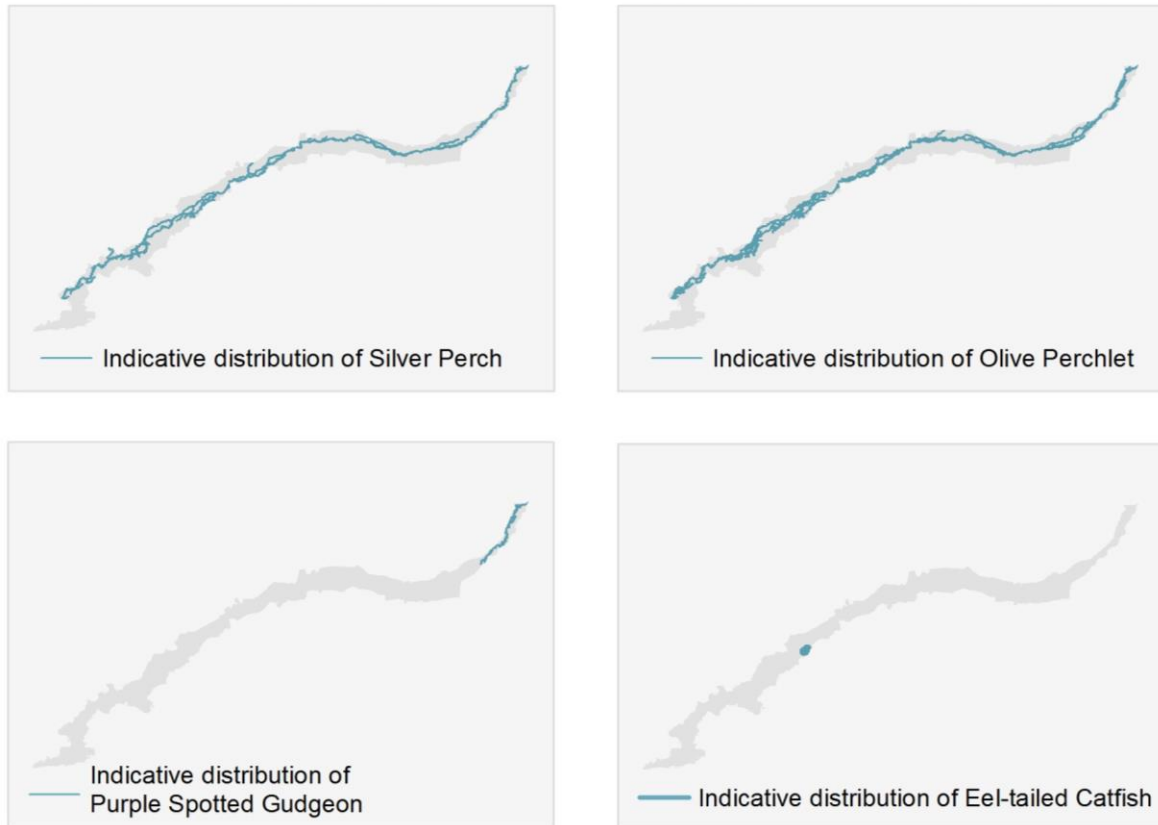 Indicative distribution of Silver Perch
Indicative distribution of Olive Perchlet
Indicative distribution of
Purple Spotted Gudgeon
Indicative distribution of Eel-tailed Catfish